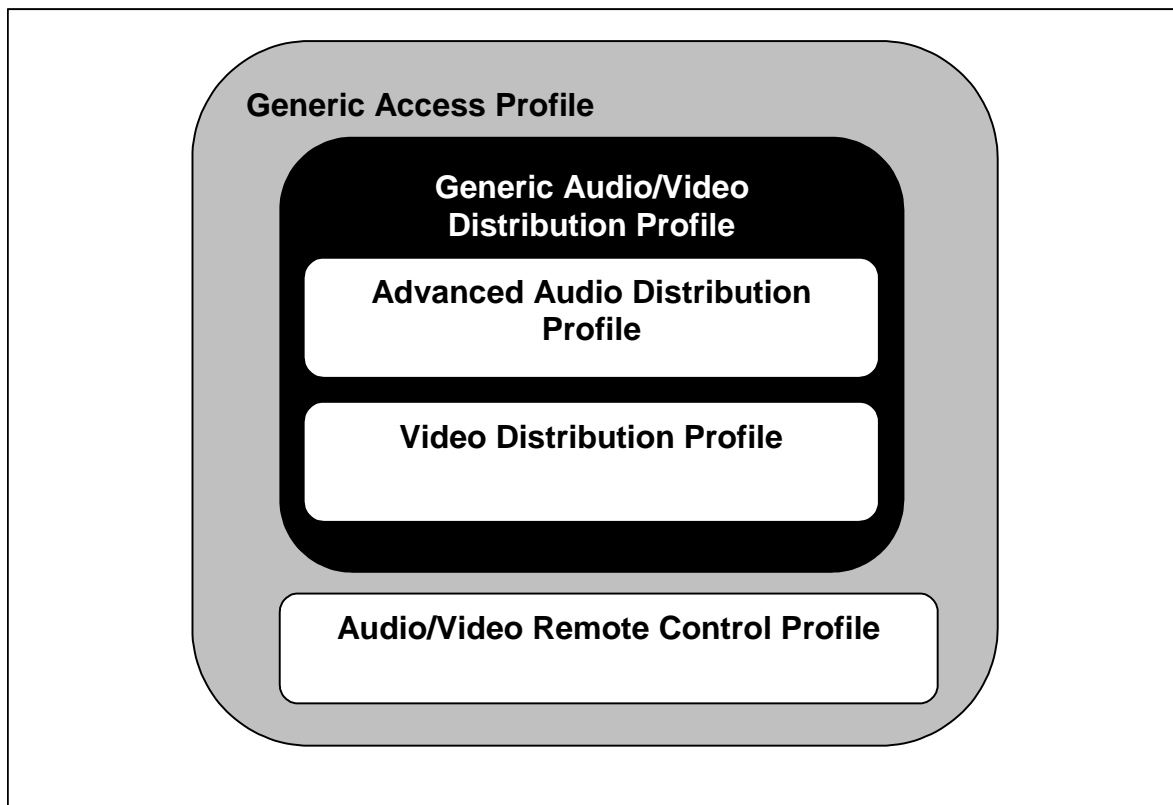 Generic Access Profile
Generic Audio/Video
Distribution Profile
Advanced Audio Distribution
Profile
Video Distribution Profile
Audio/Video Remote Control Profile